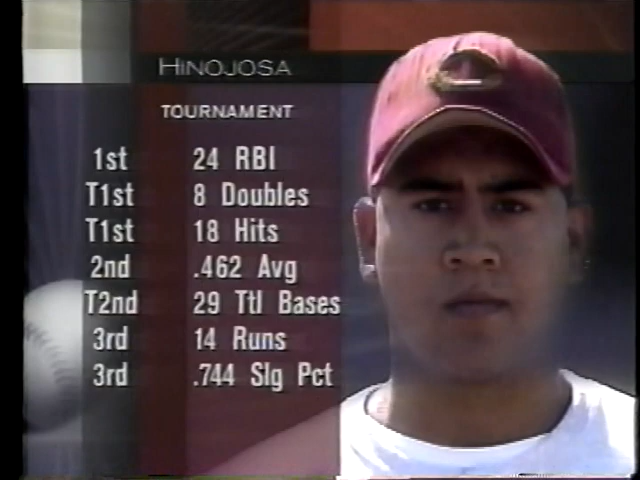 HINOJOSA
TOURNAMENT
1st 24 RBI
T1st 8 Doubles
T1st 18 Hits
2nd .462 Avg
T2nd 29 Ttl Bases
3rd 14 Runs
3rd .744 Slg Pct